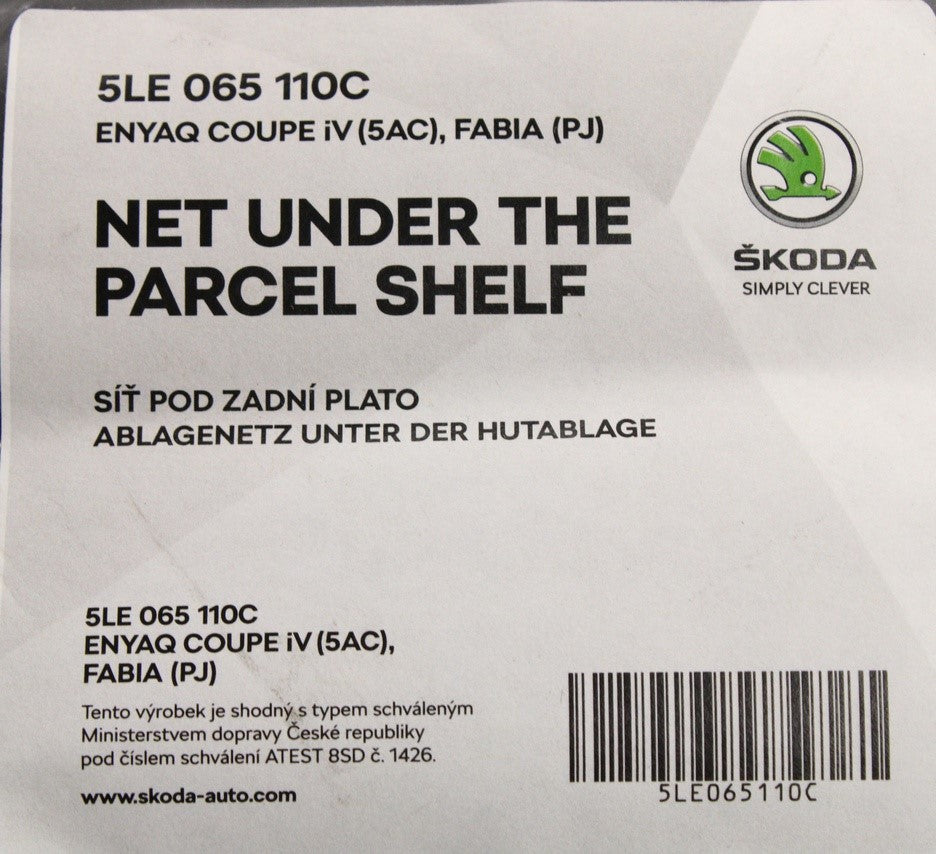 5LE 065 110C
ENYAQ COUPE iV (5AC), FABIA (PJ)
NET UNDER THE
PARCEL SHELF
ŠKODA
SIMPLY CLEVER
SÍŤ POD ZADNÍ PLATO
ABLAGENETZ UNTER DER HUTABLAGE
5LE 065 110C
ENYAQ COUPE iV (5AC),
FABIA (PJ)
Tento výrobek je shodný s typem schváleným
Ministerstvem dopravy České republiky
pod číslem schválení ATEST 8SD č. 1426.
www.skoda-auto.com
5LE065110C